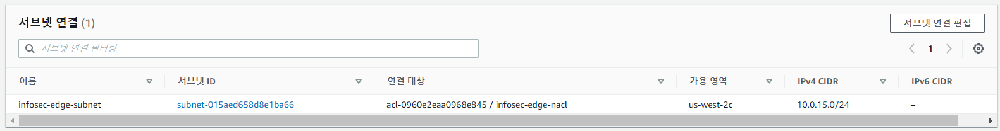 서브넷 연결 (1)
서브넷 연결 편집
서브넷 연결 필터링
1
이름 서브넷 ID 연결 대상 가용 영역 IPv4 CIDR IPv6 CIDR
infosec-edge-subnet subnet-015aed658d8e1ba66 acl-0960e2eaa0968e845 / infosec-edge-nacl us-west-2c 10.0.15.0/24 –